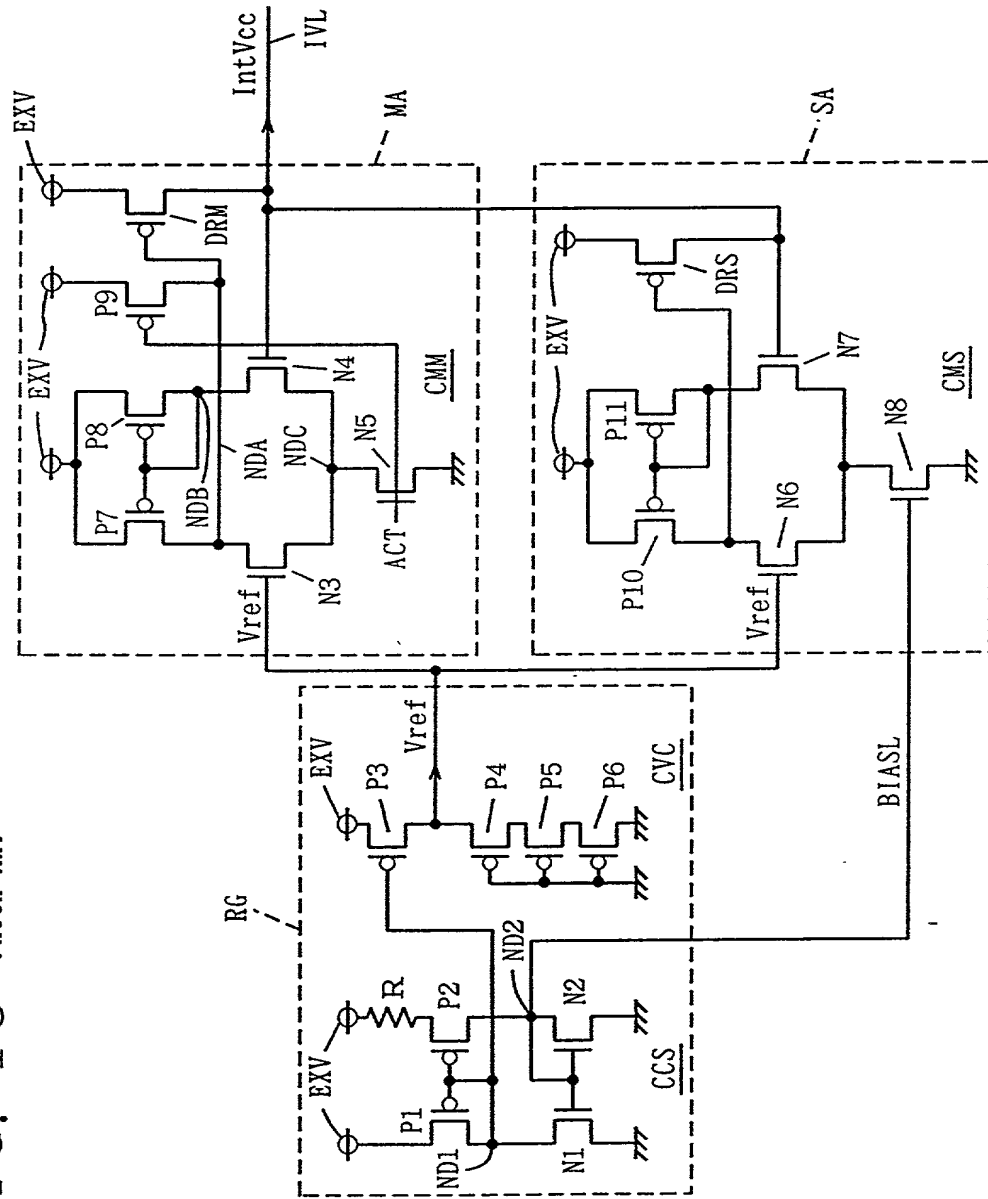 EXV
IntVcc
IVL
EXV
EXV
P7
P8
P9
DRM
MA
NDB
NDA
NDC
N4
CMM
Vref
N3
ACT
N5
RG
EXV
Vref
P3
P4
P5
P6
CVC
EXV
R
P1
P2
ND1
ND2
N1
N2
CCS
BIASL
EXV
SA
P10
P11
DRS
Vref
N6
N7
N8
CMS